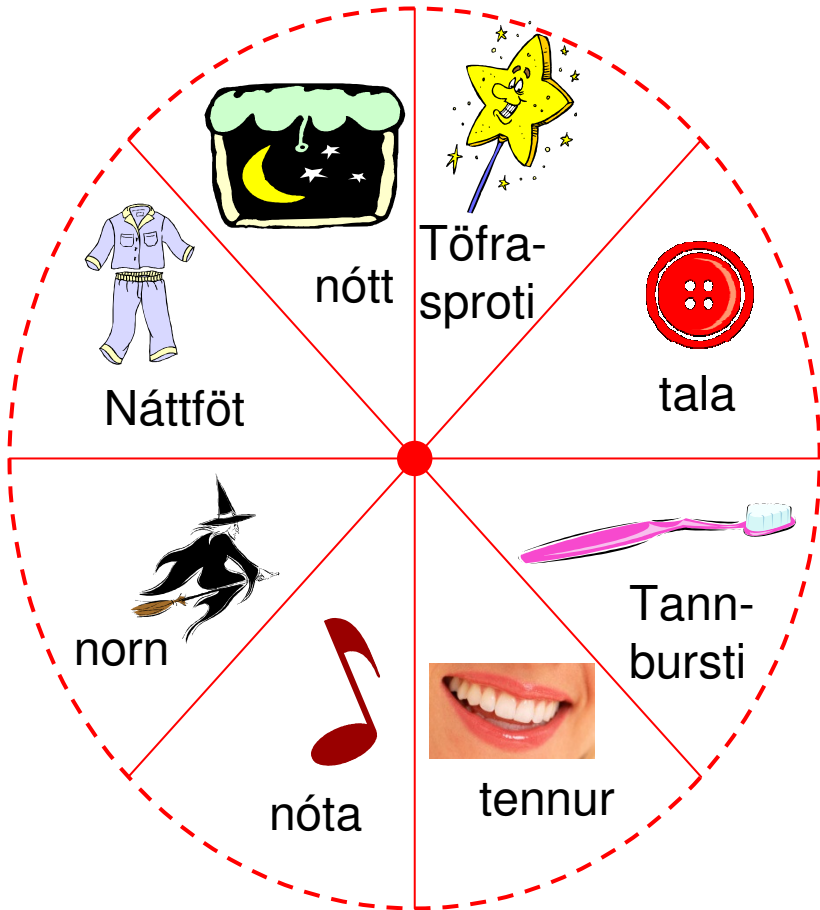 nótt
Töfra-
sproti
tala
Náttföt
Tann-
bursti
norn
tennur
nóta